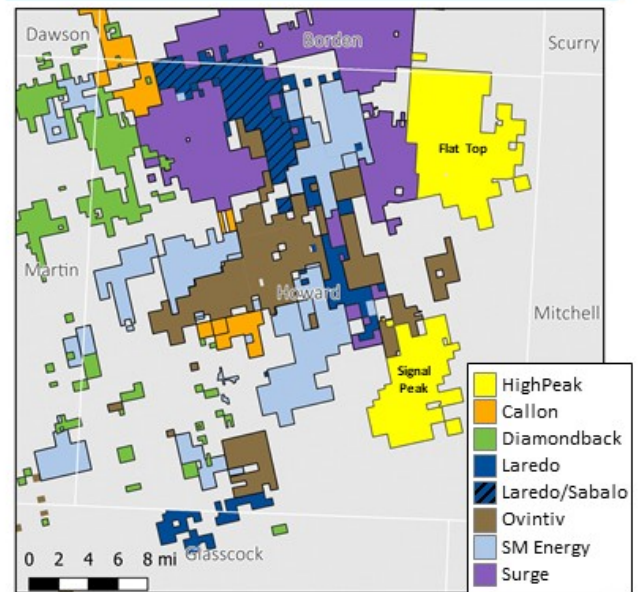 Dawson
Borden
Scurry
Flat Top
Martin
Howard
Mitchell
Signal
Peak
HighPeak
Callon
Diamondback
Laredo
Laredo/Sabalo
Ovintiv
SM Energy
Surge
0 2 4 6 8 mi
Glasscock